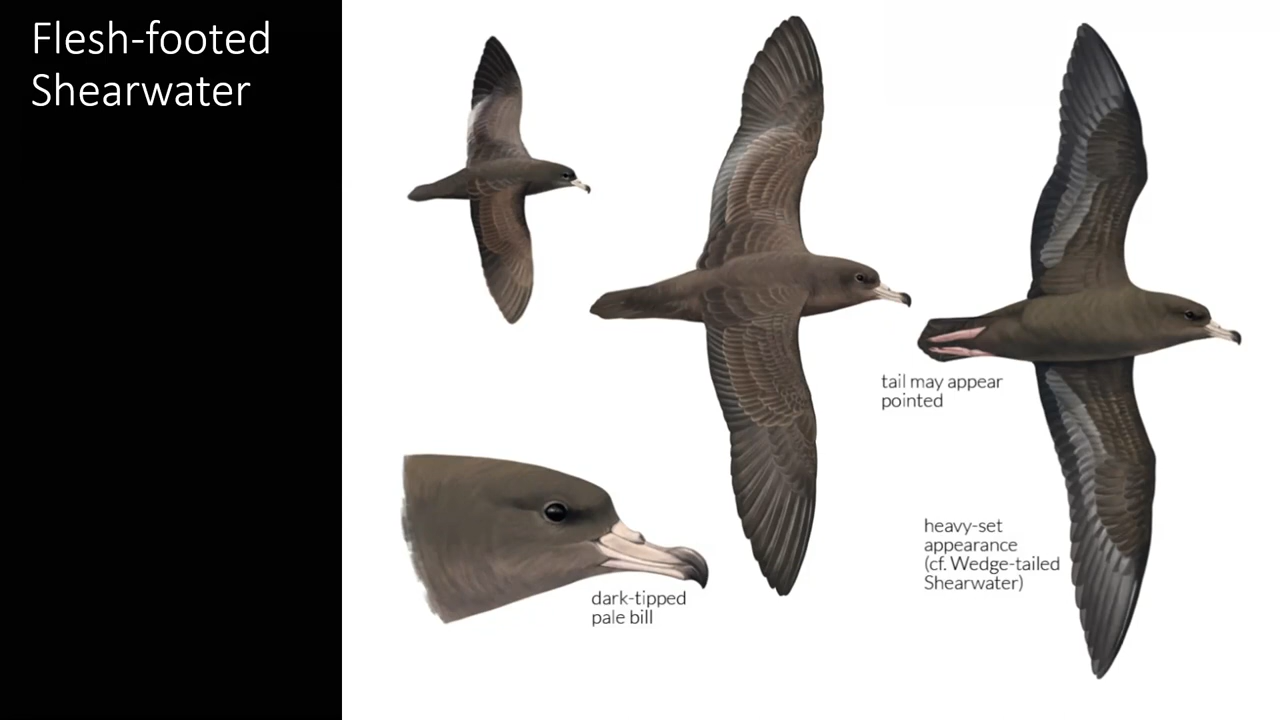 Flesh-footed
Shearwater
tail may appear
pointed
heavy-set
appearance
(cf. Wedge-tailed
Shearwater)
dark-tipped
pale bill